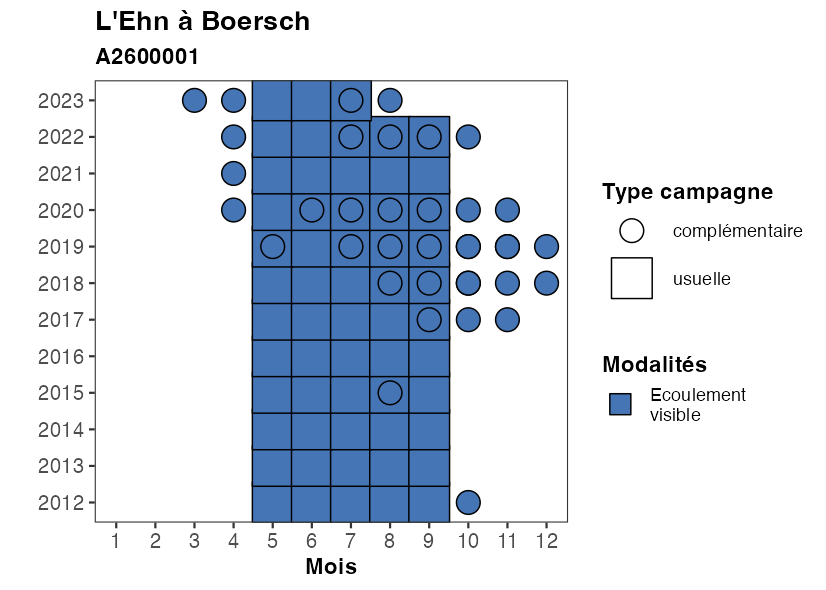 L'Ehn à Boersch
A2600001
2023
2022
2021
2020
2019
2018
2017
2016
2015
2014
2013
2012
1 2 3 4 5 6 7 8 9 10 11 12
Mois
Type campagne
complémentaire
usuelle
Modalités
Ecoulement
visible